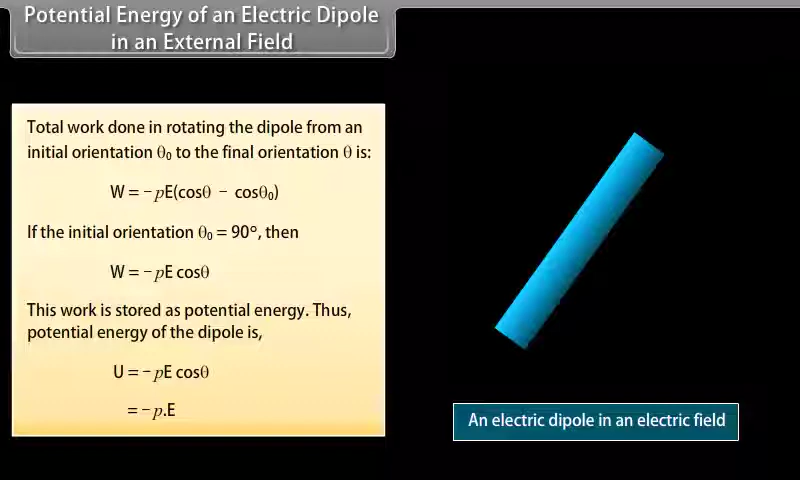 Potential Energy of an Electric Dipole
in an External Field
Total work done in rotating the dipole from an
initial orientation θ₀ to the final orientation θ is:
W = − pE(cosθ − cosθ₀)
If the initial orientation θ₀ = 90°, then
W = − pE cosθ
This work is stored as potential energy. Thus,
potential energy of the dipole is,
U = − pE cosθ
= − p.E
An electric dipole in an electric field